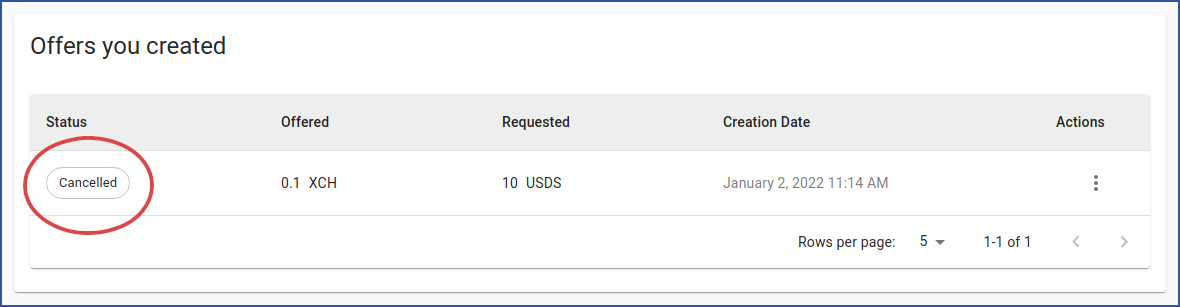 Offers you created
Status Offered Requested Creation Date Actions
Cancelled 0.1 XCH 10 USDS January 2, 2022 11:14 AM
Rows per page: 5 1-1 of 1